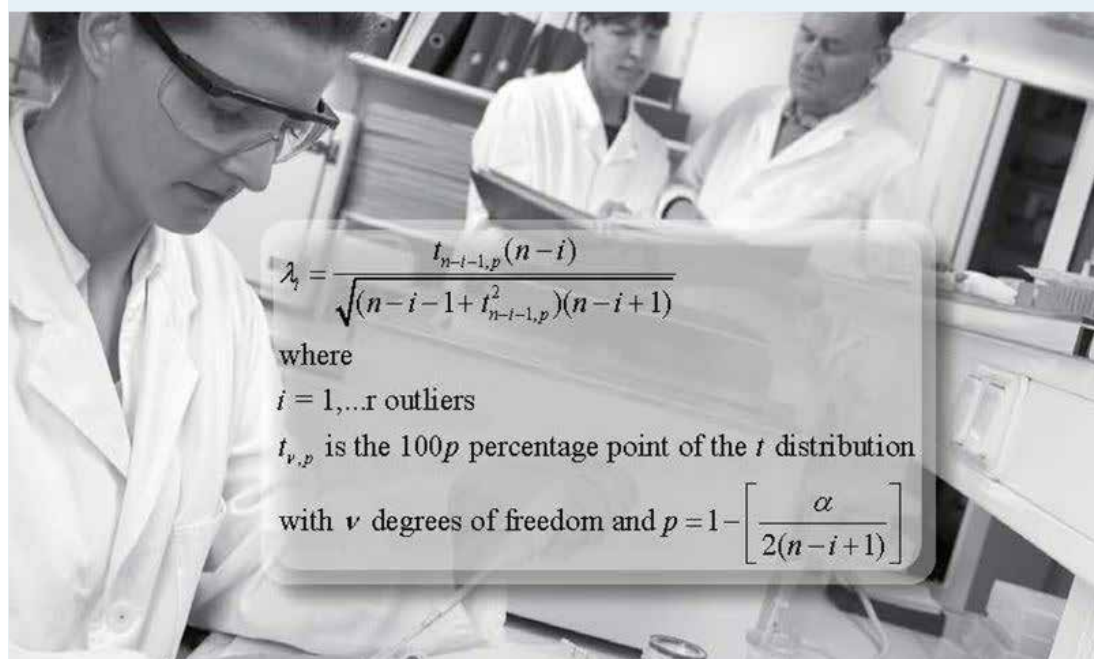 λ_i = t_{n−i−1,p}(n−i) / √((n−i−1+t²_{n−i−1,p})(n−i+1))
where
i = 1,...r outliers
t_{ν,p} is the 100p percentage point of the t distribution
with ν degrees of freedom and p = 1−[α / 2(n−i+1)]